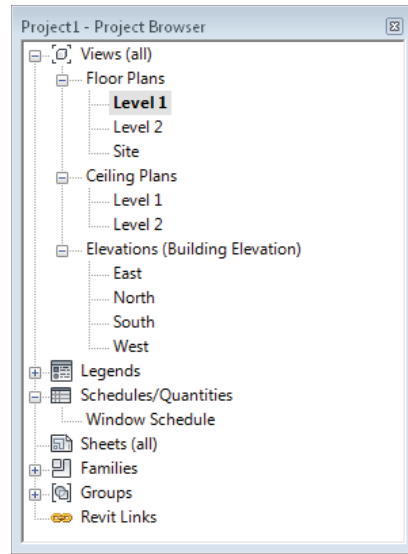 Project1 - Project Browser
Views (all)
Floor Plans
Level 1
Level 2
Site
Ceiling Plans
Level 1
Level 2
Elevations (Building Elevation)
East
North
South
West
Legends
Schedules/Quantities
Window Schedule
Sheets (all)
Families
Groups
Revit Links